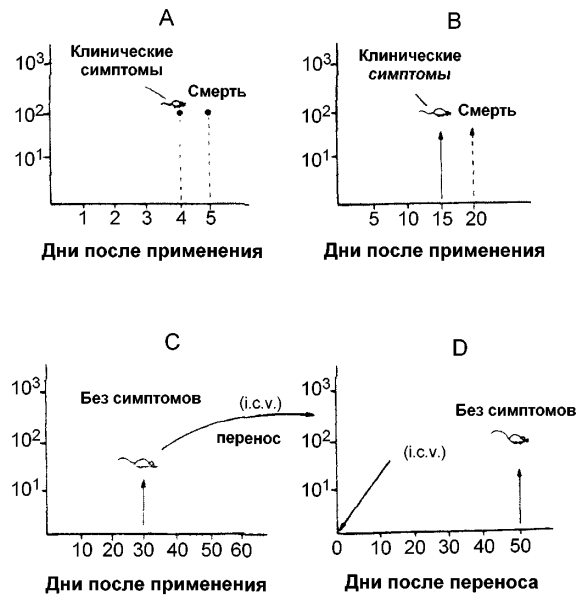 A
10³
10²
10¹
Клинические
симптомы
Смерть
1 2 3 4 5
Дни после применения
B
10³
10²
10¹
Клинические
симптомы
Смерть
5 10 15 20
Дни после применения
C
10³
10²
10¹
Без симптомов
(i.c.v.)
перенос
10 20 30 40 50 60
Дни после применения
D
10³
10²
10¹
Без симптомов
(i.c.v.)
0 10 20 30 40 50
Дни после переноса